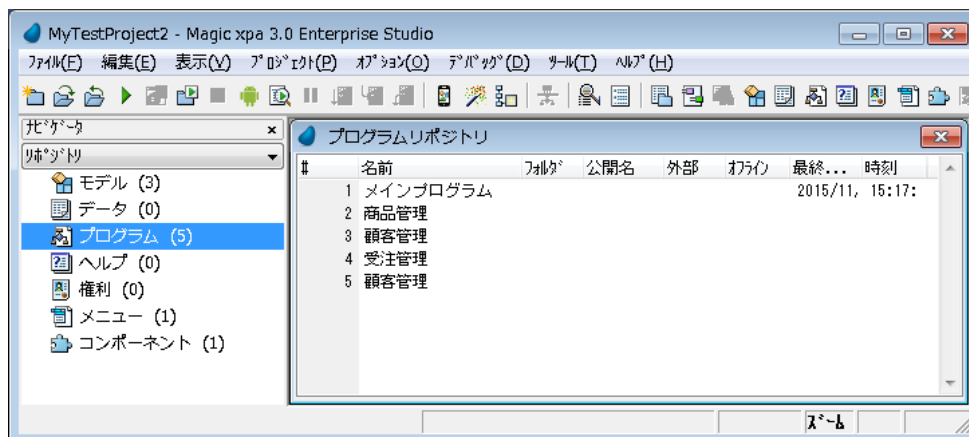 MyTestProject2 - Magic xpa 3.0 Enterprise Studio
ﾌｧｲﾙ(F) 編集(E) 表示(V) ﾌﾟﾛｼﾞｪｸﾄ(P) ｵﾌﾟｼｮﾝ(O) ﾃﾞﾊﾞｯｸﾞ(D) ﾂｰﾙ(T) ﾍﾙﾌﾟ(H)
ﾅﾋﾞｹﾞｰﾀ
ﾘﾎﾟｼﾞﾄﾘ
モデル (3)
データ (0)
プログラム (5)
ヘルプ (0)
権利 (0)
メニュー (1)
コンポーネント (1)
プログラムリポジトリ
# 名前 ﾌｫﾙﾀﾞ 公開名 外部 ｵﾌﾗｲﾝ 最終... 時刻
1 メインプログラム 2015/11, 15:17:
2 商品管理
3 顧客管理
4 受注管理
5 顧客管理
ｽﾞｰﾑ